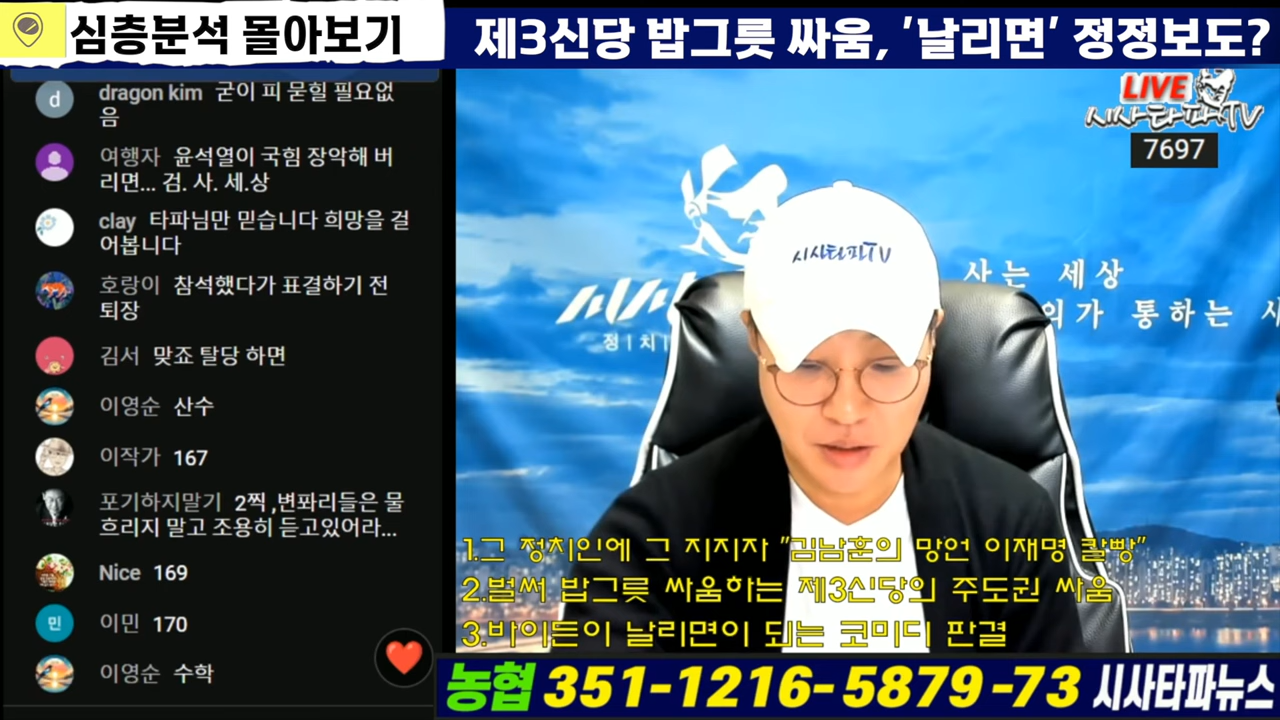 심층분석 몰아보기
제3신당 밥그릇 싸움, '날리면' 정정보도?
d
dragon kim 굳이 피 묻힐 필요없
음
여행자 윤석열이 국힘 장악해 버
리면... 검. 사. 세.상
clay 타파님만 믿습니다 희망을 걸
어봅니다
호랑이 참석했다가 표결하기 전
퇴장
김서 맞죠 탈당 하면
이영순 산수
이작가 167
포기하지말기 2찍 ,변파리들은 물
흐리지 말고 조용히 듣고있어라...
Nice 169
민
이민 170
이영순 수학
LIVE
시사타파TV
7697
시사타파TV
시사
정|치|
사는 세상
의가 통하는 사
1.그 정치인에 그 지지자 "김남훈의 망언 이재명 칼빵"
2.벌써 밥그릇 싸움하는 제3신당의 주도권 싸움
3.바이든이 날리면이 되는 코미디 판결
농협 351-1216-5879-73 시사타파뉴스